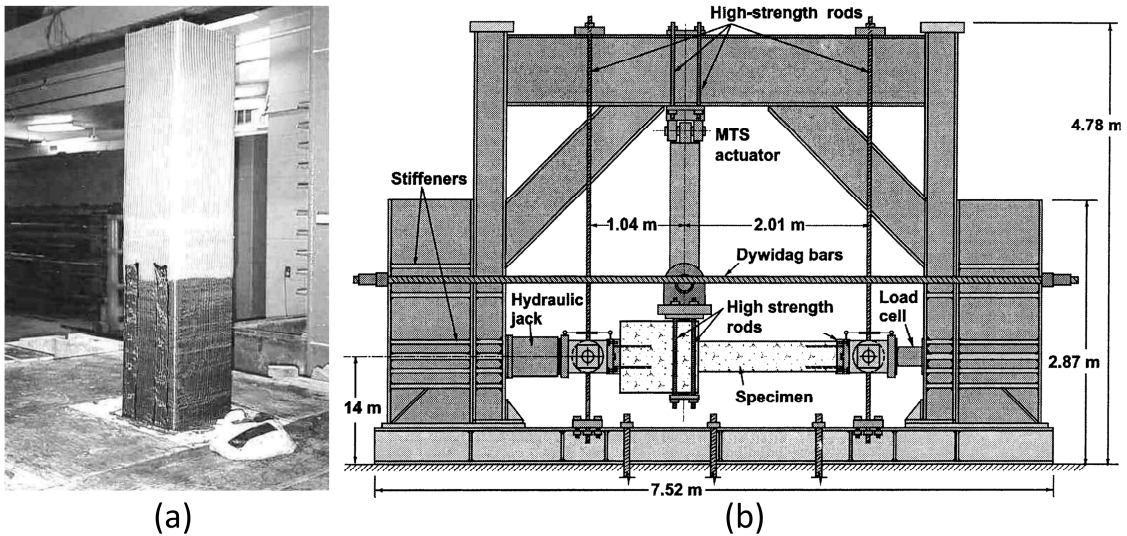 High-strength rods
MTS
actuator
4.78 m
Stiffeners
1.04 m
2.01 m
Dywidag bars
Hydraulic
jack
High strength
rods
Load
cell
2.87 m
14 m
Specimen
7.52 m
(a)
(b)